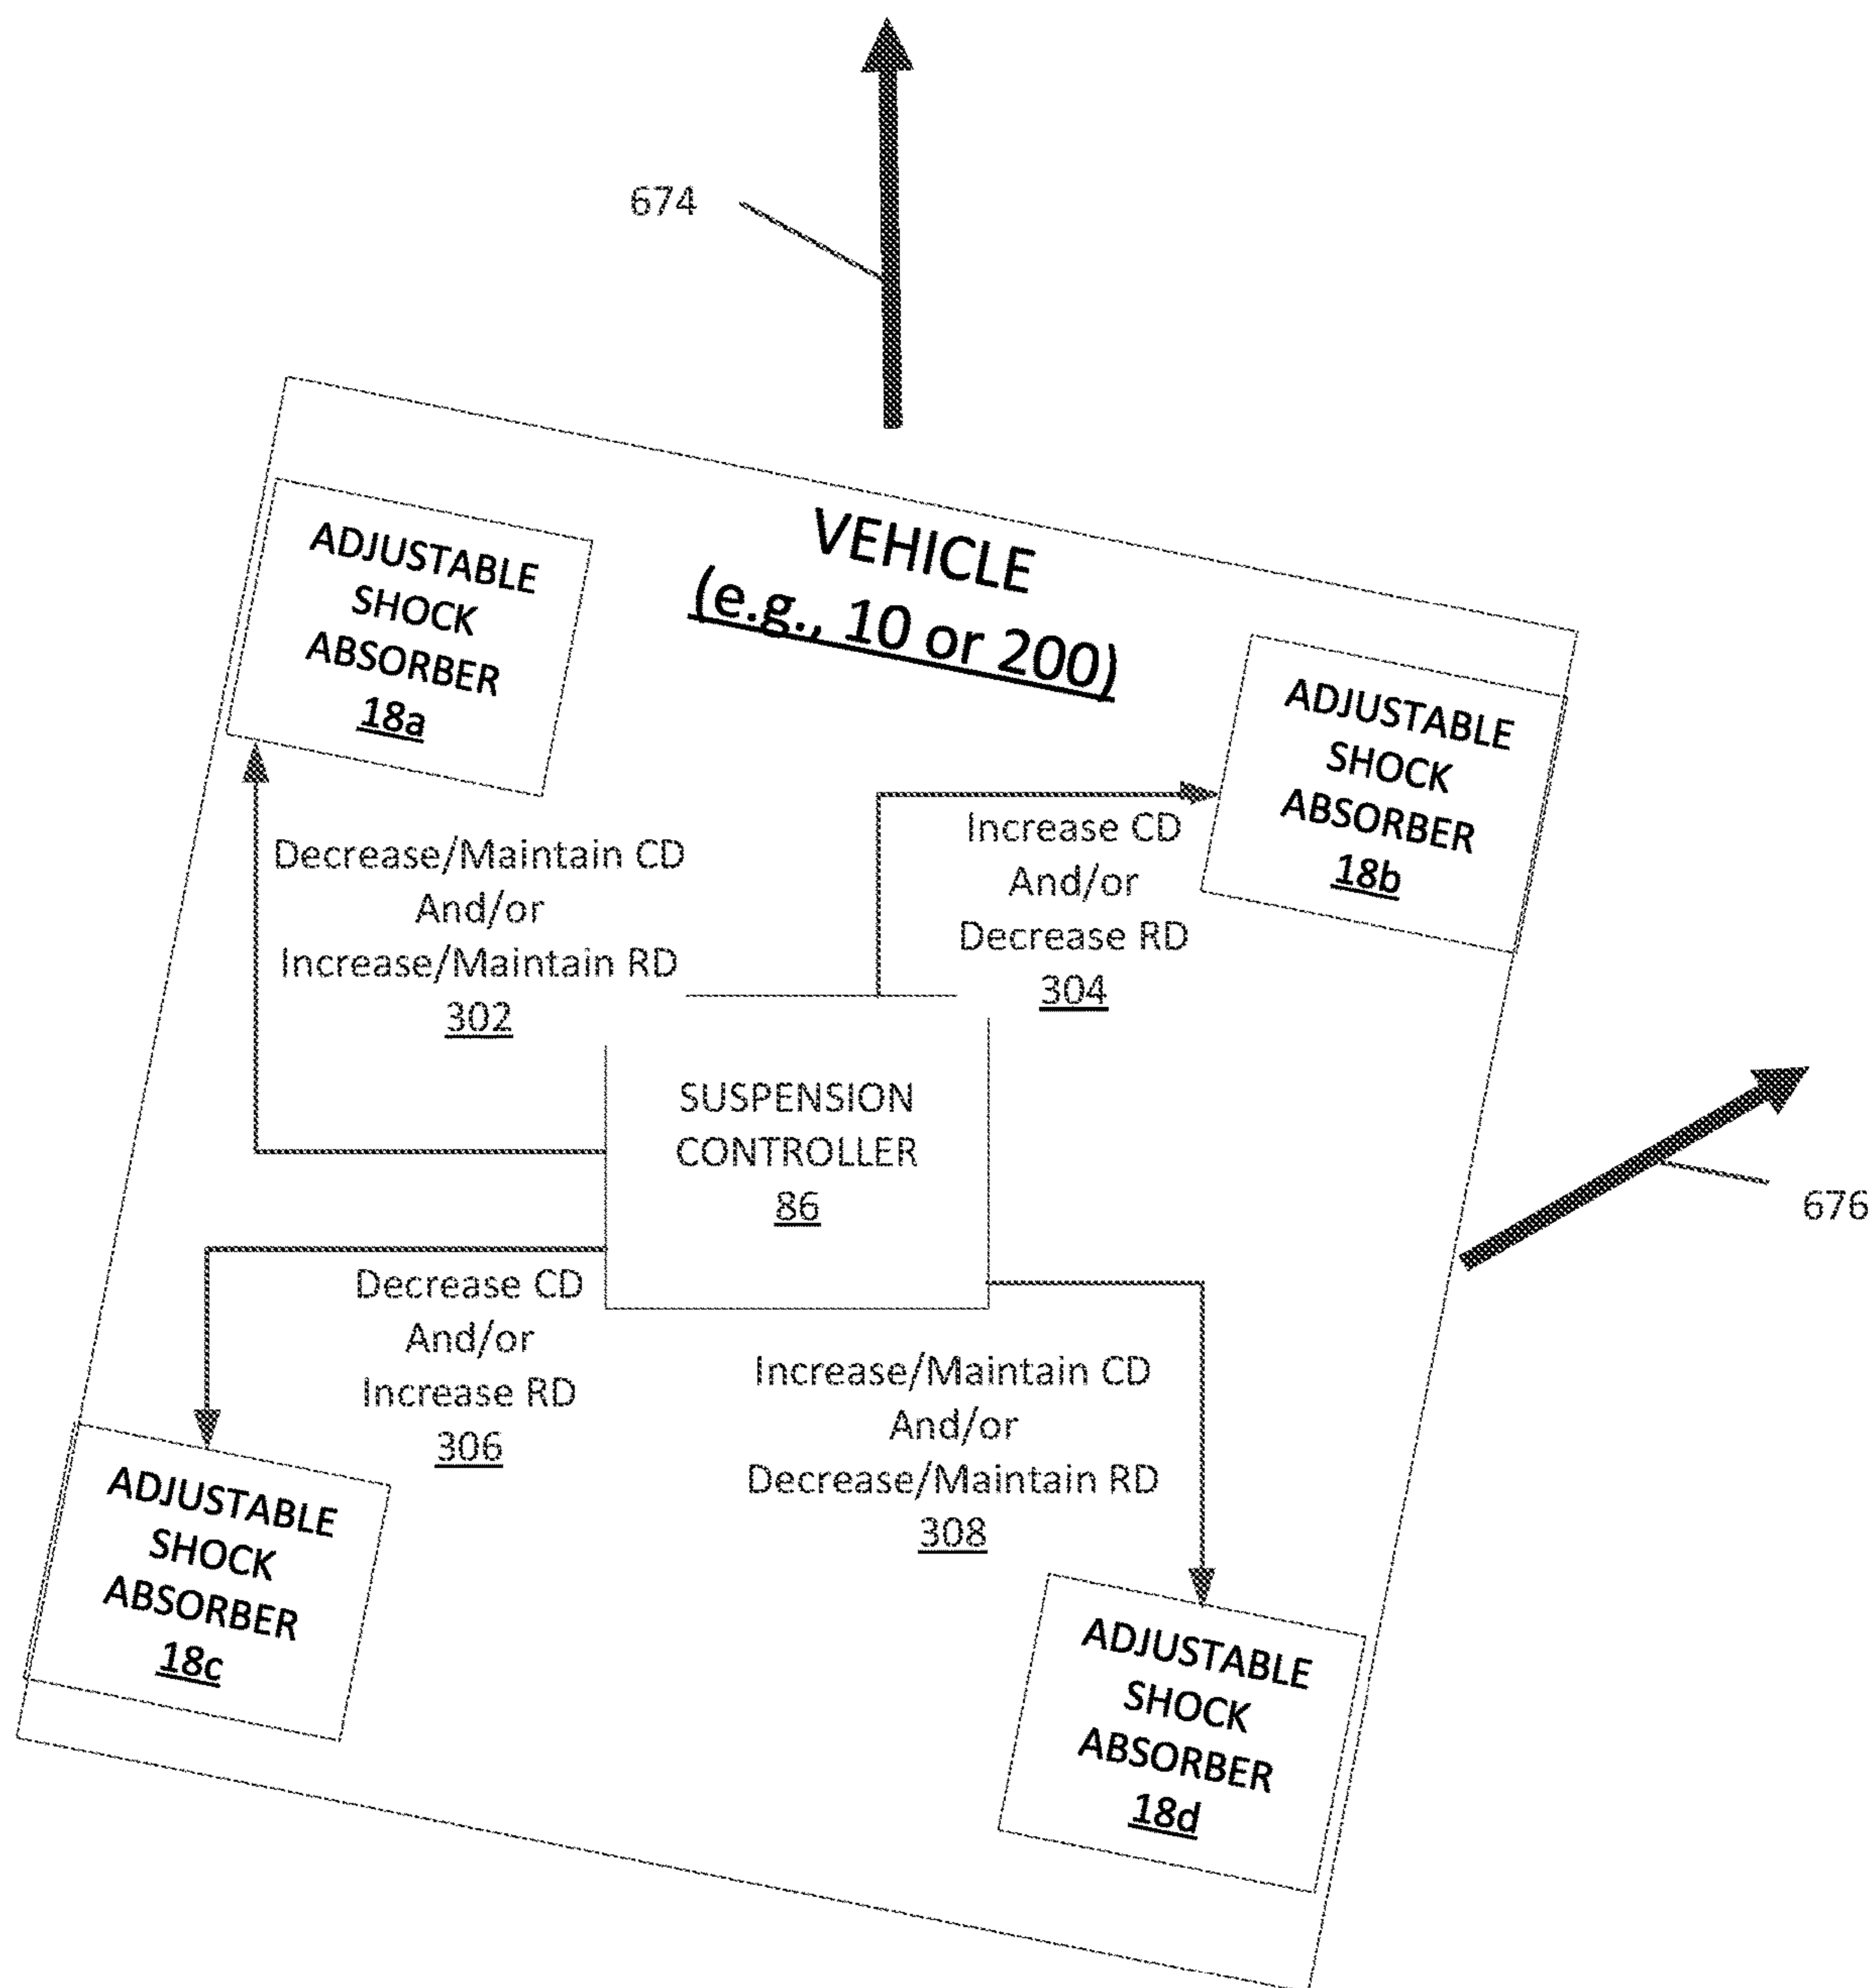 674
VEHICLE
(e.g., 10 or 200)
ADJUSTABLE
SHOCK
ABSORBER
18a
ADJUSTABLE
SHOCK
ABSORBER
18b
Decrease/Maintain CD
And/or
Increase/Maintain RD
302
Increase CD
And/or
Decrease RD
304
SUSPENSION
CONTROLLER
86
676
Decrease CD
And/or
Increase RD
306
Increase/Maintain CD
And/or
Decrease/Maintain RD
308
ADJUSTABLE
SHOCK
ABSORBER
18c
ADJUSTABLE
SHOCK
ABSORBER
18d